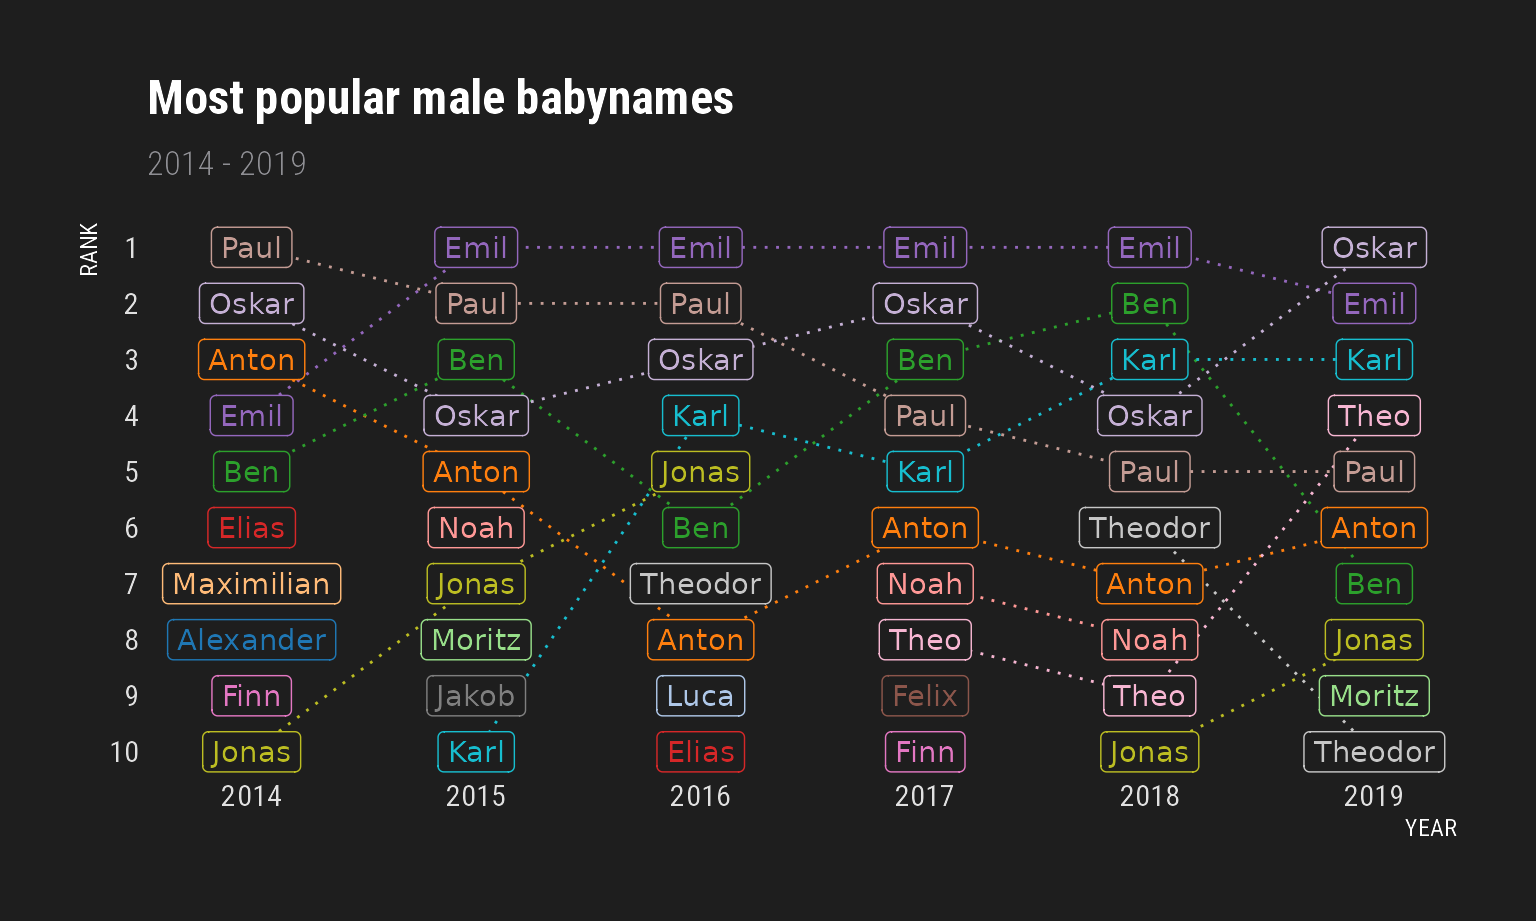 Most popular male babynames
2014 - 2019
RANK
1 Paul Emil Emil Emil Emil Oskar
2 Oskar Paul Paul Oskar Ben Emil
3 Anton Ben Oskar Ben Karl Karl
4 Emil Oskar Karl Paul Oskar Theo
5 Ben Anton Jonas Karl Paul Paul
6 Elias Noah Ben Anton Theodor Anton
7 Maximilian Jonas Theodor Noah Anton Ben
8 Alexander Moritz Anton Theo Noah Jonas
9 Finn Jakob Luca Felix Theo Moritz
10 Jonas Karl Elias Finn Jonas Theodor
2014 2015 2016 2017 2018 2019
YEAR